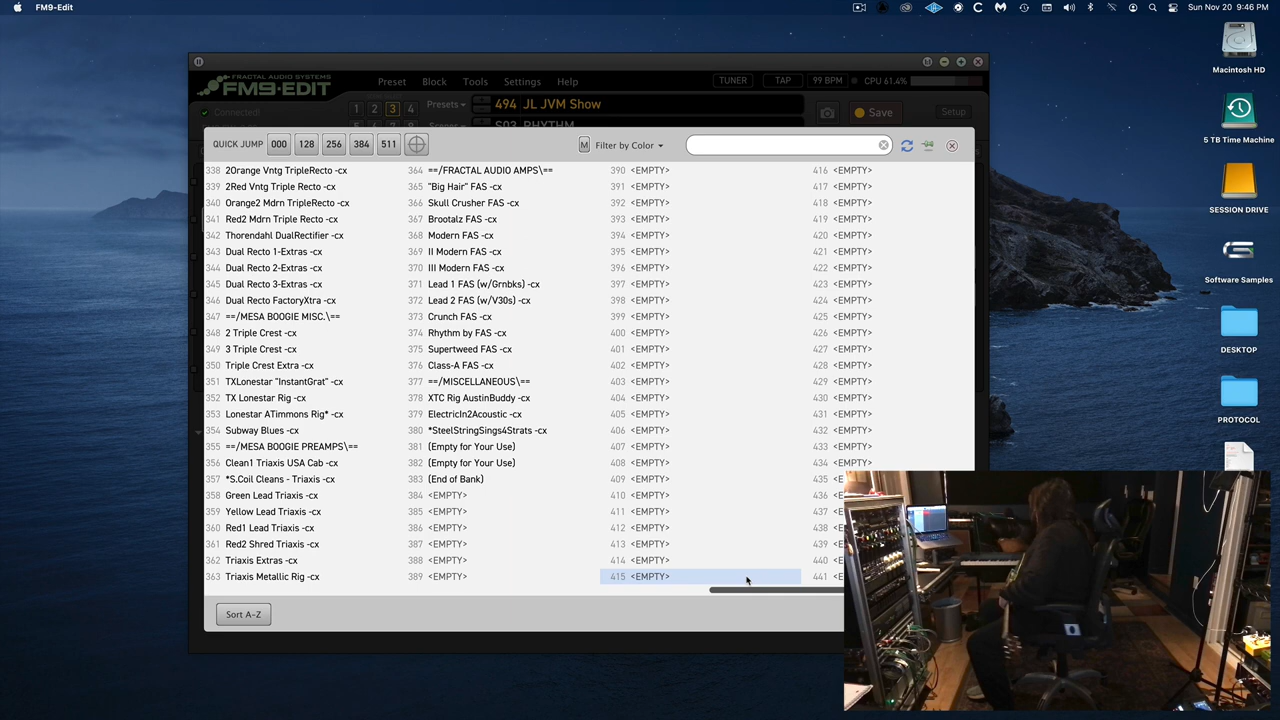 FM9-Edit
Sun Nov 20 9:46 PM
FRACTAL AUDIO SYSTEMS
FM9-EDIT
Preset Block Tools Settings Help
TUNER TAP 99 BPM CPU 61.4%
Connected!
1 2 3 4
Presets 494 JL JVM Show
Save
Setup
S03 RHYTHM
QUICK JUMP 000 128 256 384 511
M Filter by Color
338 2Orange Vntg TripleRecto -cx
339 2Red Vntg Triple Recto -cx
340 Orange2 Mdrn TripleRecto -cx
341 Red2 Mdrn Triple Recto -cx
342 Thorendahl DualRectifier -cx
343 Dual Recto 1-Extras -cx
344 Dual Recto 2-Extras -cx
345 Dual Recto 3-Extras -cx
346 Dual Recto FactoryXtra -cx
347 ==/MESA BOOGIE MISC.\==
348 2 Triple Crest -cx
349 3 Triple Crest -cx
350 Triple Crest Extra -cx
351 TXLonestar "InstantGrat" -cx
352 TX Lonestar Rig -cx
353 Lonestar ATimmons Rig* -cx
354 Subway Blues -cx
355 ==/MESA BOOGIE PREAMPS\==
356 Clean1 Triaxis USA Cab -cx
357 *S.Coil Cleans - Triaxis -cx
358 Green Lead Triaxis -cx
359 Yellow Lead Triaxis -cx
360 Red1 Lead Triaxis -cx
361 Red2 Shred Triaxis -cx
362 Triaxis Extras -cx
363 Triaxis Metallic Rig -cx
364 ==/FRACTAL AUDIO AMPS\==
365 "Big Hair" FAS -cx
366 Skull Crusher FAS -cx
367 Brootalz FAS -cx
368 Modern FAS -cx
369 II Modern FAS -cx
370 III Modern FAS -cx
371 Lead 1 FAS (w/Grnbks) -cx
372 Lead 2 FAS (w/V30s) -cx
373 Crunch FAS -cx
374 Rhythm by FAS -cx
375 Supertweed FAS -cx
376 Class-A FAS -cx
377 ==/MISCELLANEOUS\==
378 XTC Rig AustinBuddy -cx
379 ElectricIn2Acoustic -cx
380 *SteelStringSings4Strats -cx
381 (Empty for Your Use)
382 (Empty for Your Use)
383 (End of Bank)
384 <EMPTY>
385 <EMPTY>
386 <EMPTY>
387 <EMPTY>
388 <EMPTY>
389 <EMPTY>
390 <EMPTY>
391 <EMPTY>
392 <EMPTY>
393 <EMPTY>
394 <EMPTY>
395 <EMPTY>
396 <EMPTY>
397 <EMPTY>
398 <EMPTY>
399 <EMPTY>
400 <EMPTY>
401 <EMPTY>
402 <EMPTY>
403 <EMPTY>
404 <EMPTY>
405 <EMPTY>
406 <EMPTY>
407 <EMPTY>
408 <EMPTY>
409 <EMPTY>
410 <EMPTY>
411 <EMPTY>
412 <EMPTY>
413 <EMPTY>
414 <EMPTY>
415 <EMPTY>
416 <EMPTY>
417 <EMPTY>
418 <EMPTY>
419 <EMPTY>
420 <EMPTY>
421 <EMPTY>
422 <EMPTY>
423 <EMPTY>
424 <EMPTY>
425 <EMPTY>
426 <EMPTY>
427 <EMPTY>
428 <EMPTY>
429 <EMPTY>
430 <EMPTY>
431 <EMPTY>
432 <EMPTY>
433 <EMPTY>
434 <EMPTY>
435 <E
436 <E
437 <E
438 <E
439 <E
440 <E
441 <E
Sort A-Z
Macintosh HD
5 TB Time Machine
SESSION DRIVE
Software Samples
DESKTOP
PROTOCOL